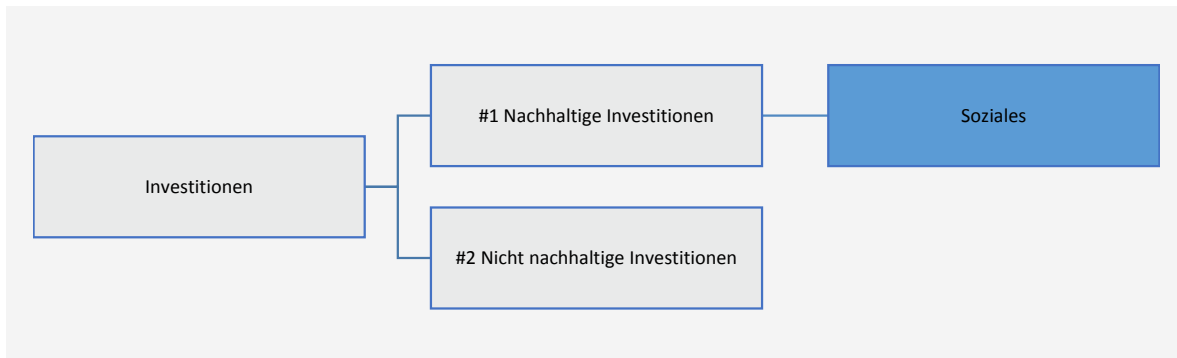 Investitionen
#1 Nachhaltige Investitionen
Soziales
#2 Nicht nachhaltige Investitionen